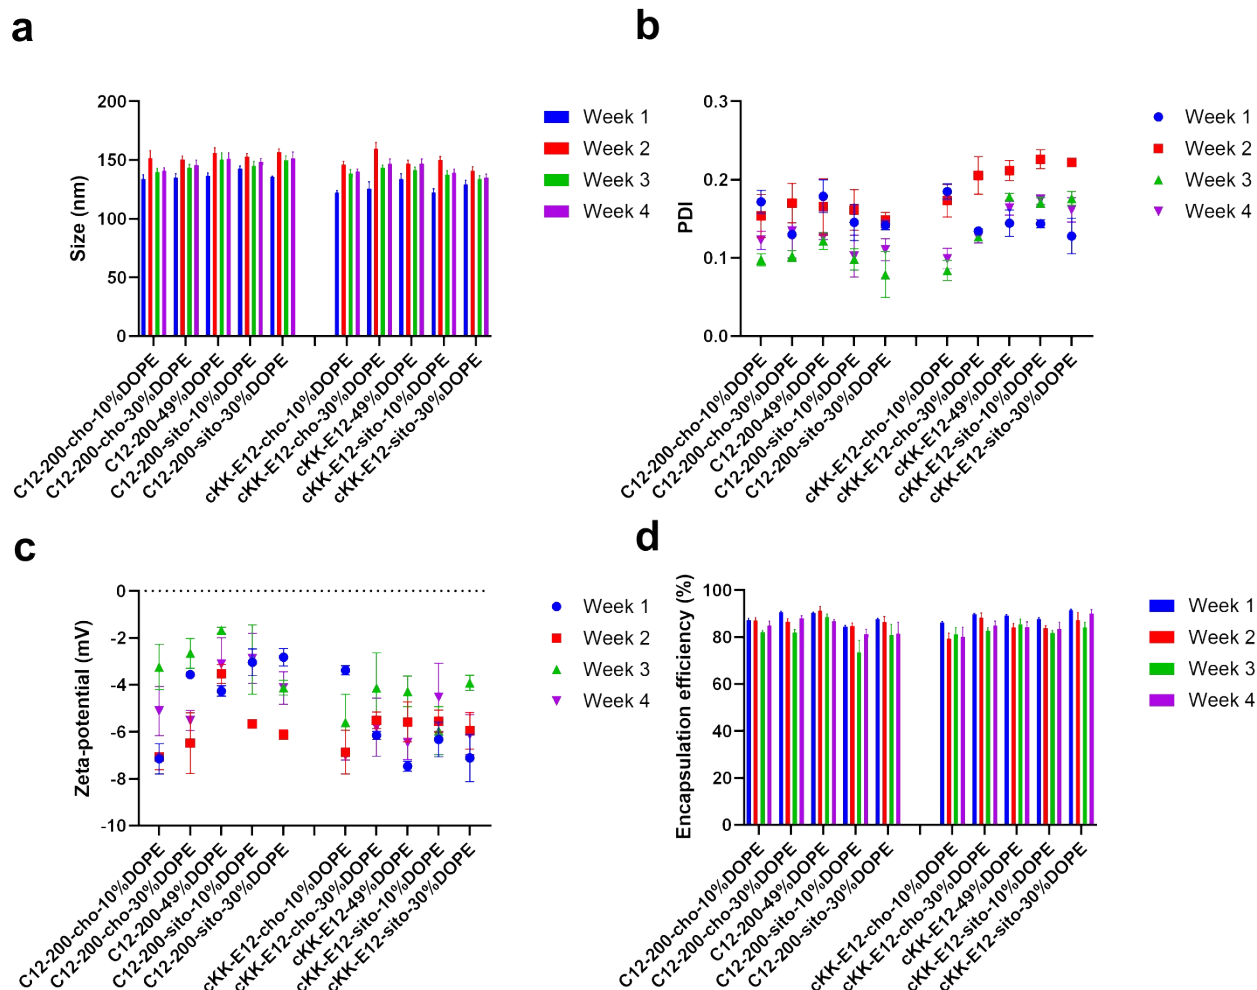 a
200
150
100
50
0
Size (nm)
Week 1
Week 2
Week 3
Week 4
C12-200-cho-10%DOPE
C12-200-cho-30%DOPE
C12-200-49%DOPE
C12-200-sito-10%DOPE
C12-200-sito-30%DOPE
cKK-E12-cho-10%DOPE
cKK-E12-cho-30%DOPE
cKK-E12-49%DOPE
cKK-E12-sito-10%DOPE
cKK-E12-sito-30%DOPE
b
0.3
0.2
0.1
0.0
PDI
Week 1
Week 2
Week 3
Week 4
C12-200-cho-10%DOPE
C12-200-cho-30%DOPE
C12-200-49%DOPE
C12-200-sito-10%DOPE
C12-200-sito-30%DOPE
cKK-E12-cho-10%DOPE
cKK-E12-cho-30%DOPE
cKK-E12-49%DOPE
cKK-E12-sito-10%DOPE
cKK-E12-sito-30%DOPE
c
0
-2
-4
-6
-8
-10
Zeta-potential (mV)
Week 1
Week 2
Week 3
Week 4
C12-200-cho-10%DOPE
C12-200-cho-30%DOPE
C12-200-49%DOPE
C12-200-sito-10%DOPE
C12-200-sito-30%DOPE
cKK-E12-cho-10%DOPE
cKK-E12-cho-30%DOPE
cKK-E12-49%DOPE
cKK-E12-sito-10%DOPE
cKK-E12-sito-30%DOPE
d
100
80
60
40
20
0
Encapsulation efficiency (%)
Week 1
Week 2
Week 3
Week 4
C12-200-cho-10%DOPE
C12-200-cho-30%DOPE
C12-200-49%DOPE
C12-200-sito-10%DOPE
C12-200-sito-30%DOPE
cKK-E12-cho-10%DOPE
cKK-E12-cho-30%DOPE
cKK-E12-49%DOPE
cKK-E12-sito-10%DOPE
cKK-E12-sito-30%DOPE